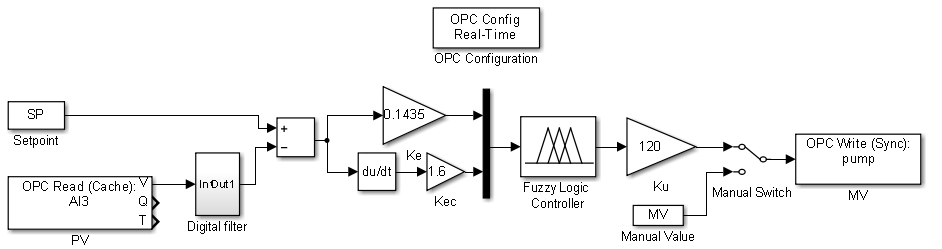 OPC Config
Real-Time
OPC Configuration
SP
Setpoint
+
−
0.1435
Ke
du/dt
1.6
Kec
Fuzzy Logic
Controller
120
Ku
Manual Switch
OPC Write (Sync):
pump
MV
MV
Manual Value
OPC Read (Cache):
AI3
V
Q
T
PV
In1
Out1
Digital filter